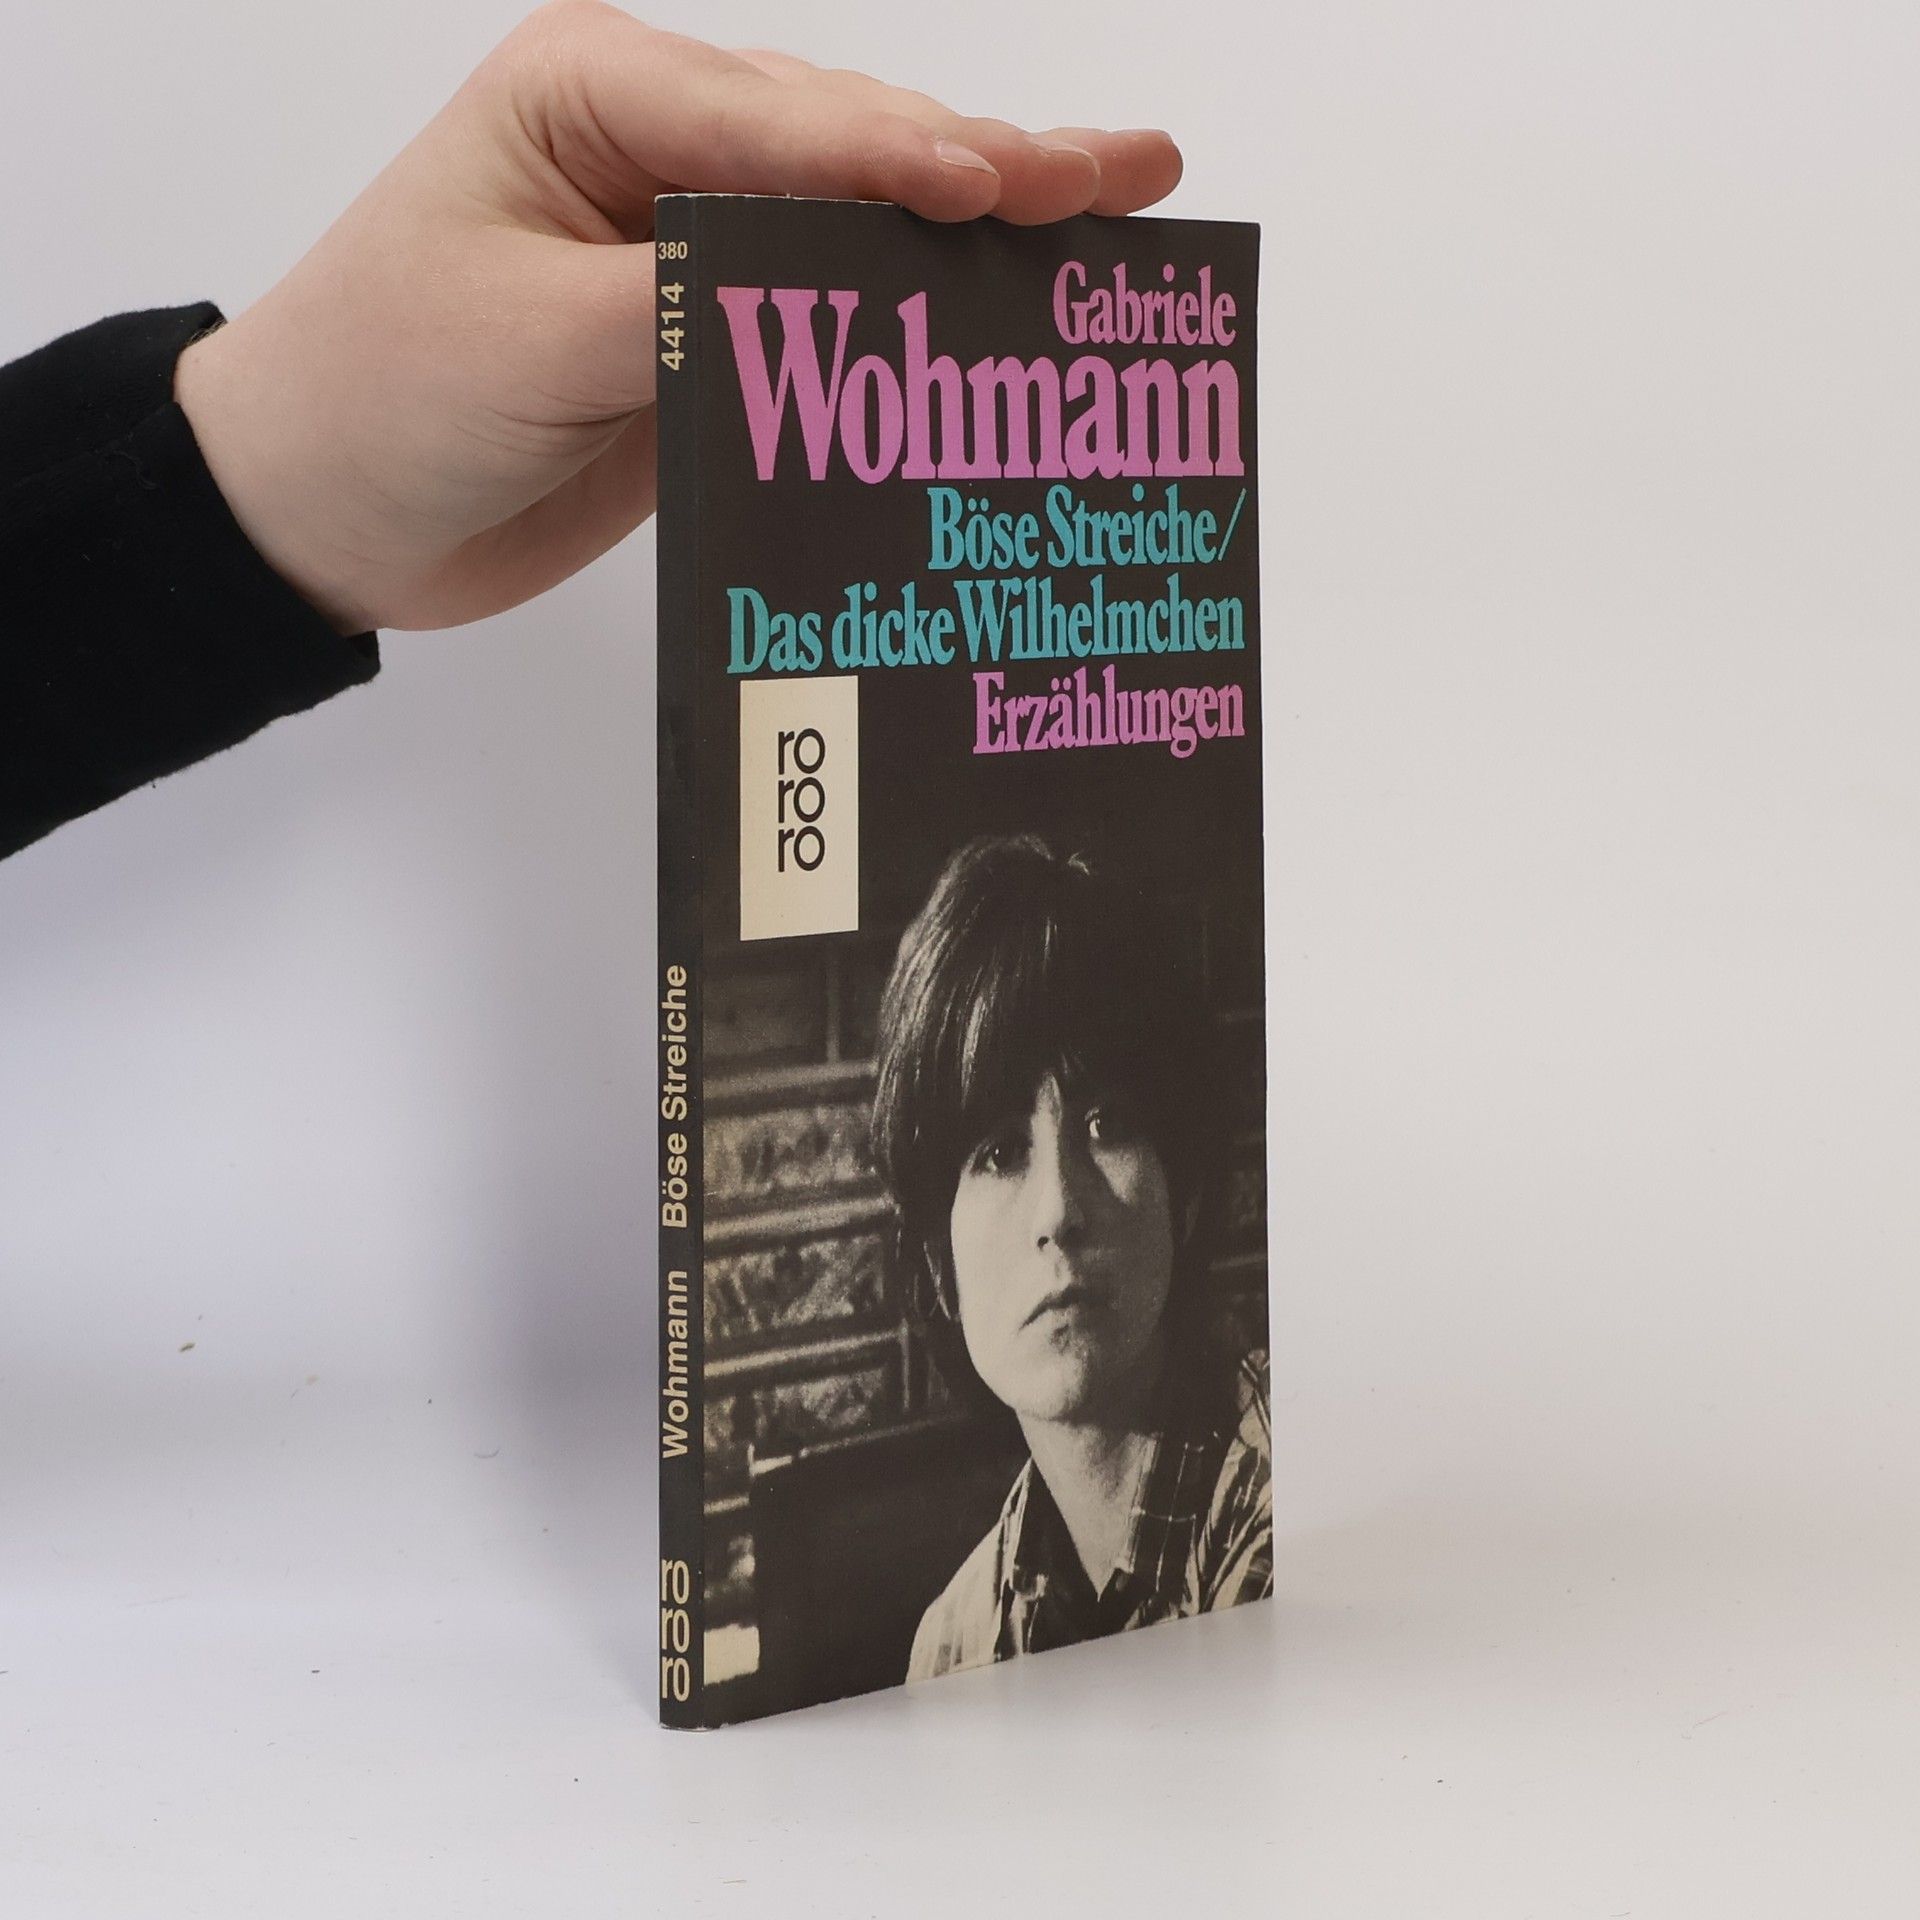 380
4414
Wohmann Böse Streiche
ro
ro
ro
Gabriele
Wohmann
Böse Streiche/
Das dicke Wilhelmchen
Erzählungen
ro
ro
ro